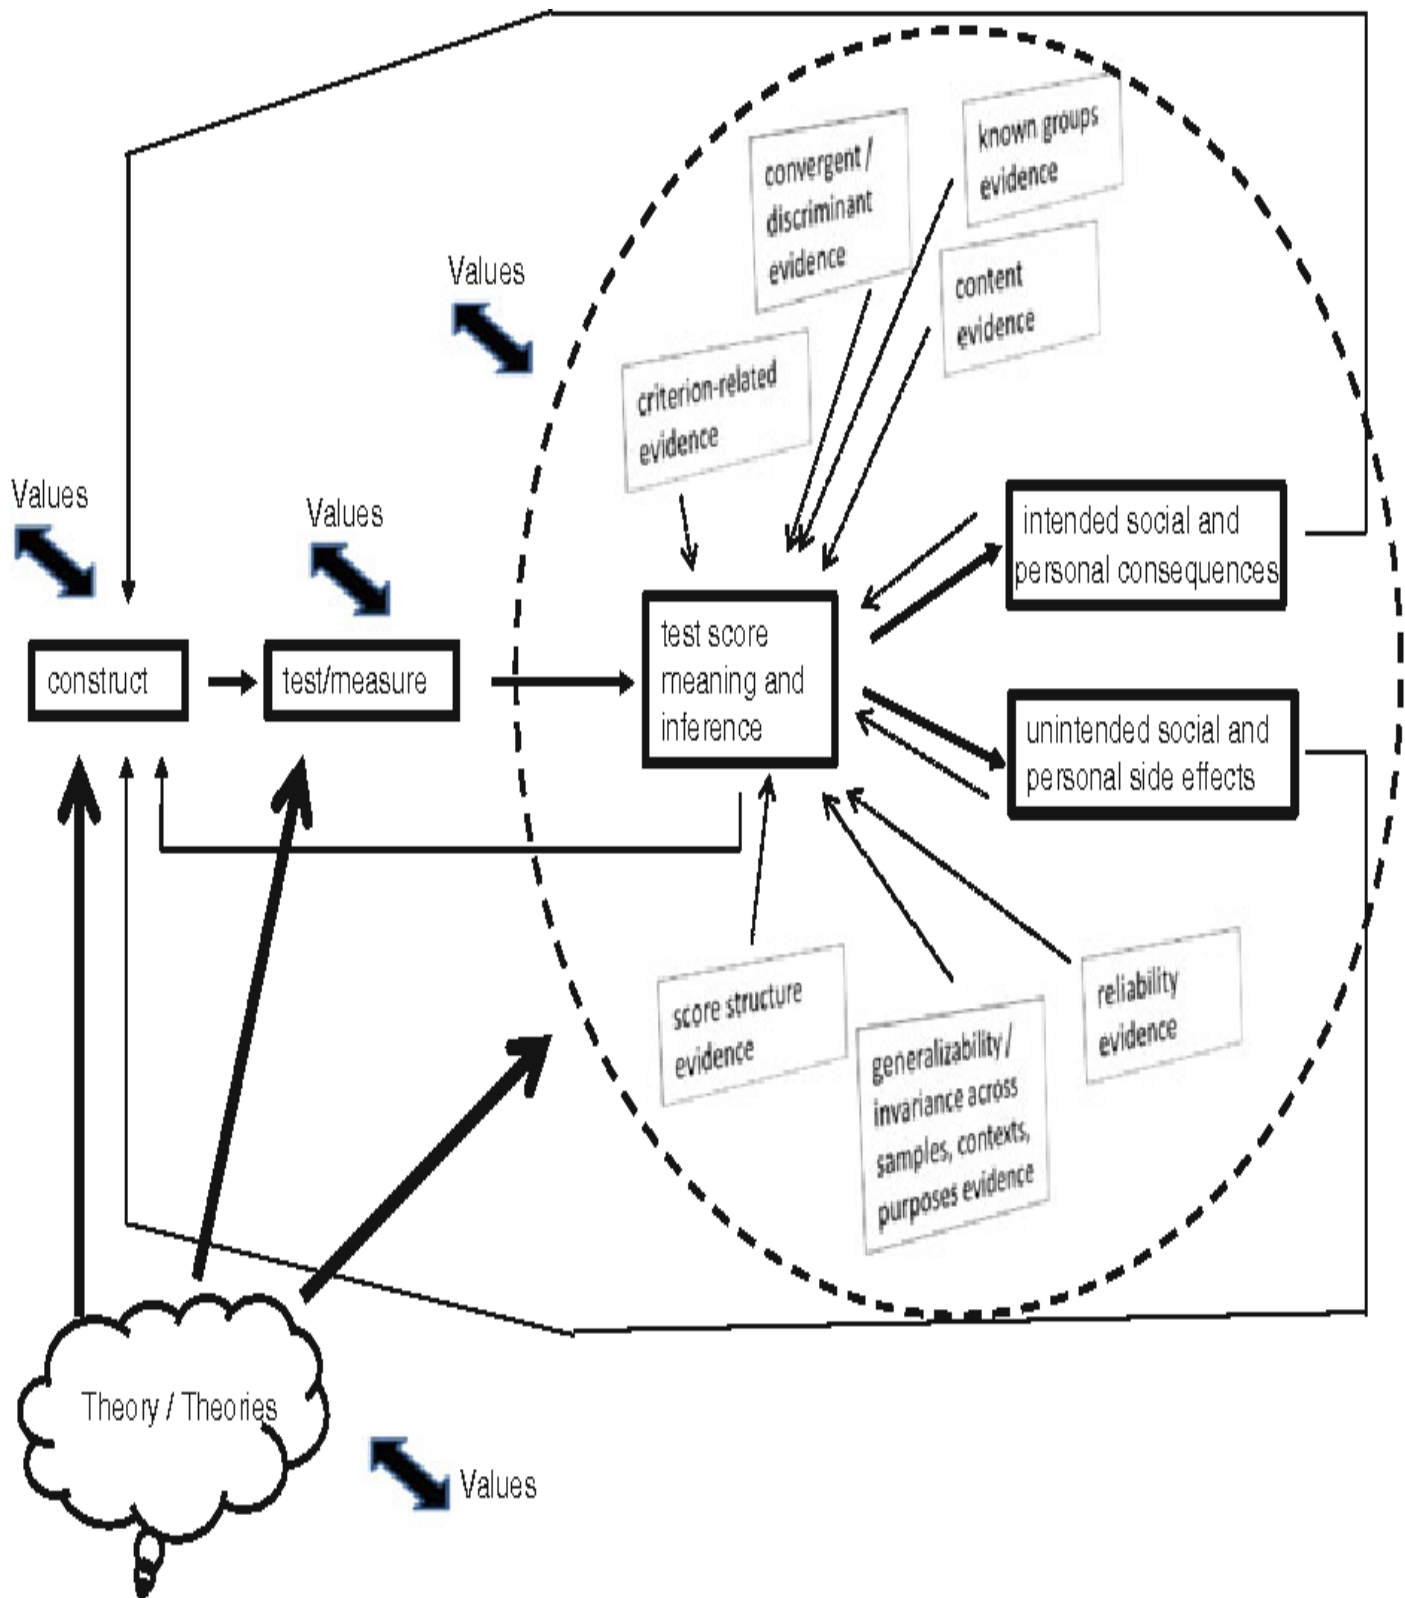 known groups
evidence
convergent /
discriminant
evidence
content
evidence
Values
criterion-related
evidence
Values
Values
intended social and
personal consequences
construct
test/measure
test score
meaning and
inference
unintended social and
personal side effects
score structure
evidence
generalizability /
invariance across
samples, contexts,
purposes evidence
reliability
evidence
Theory / Theories
Values